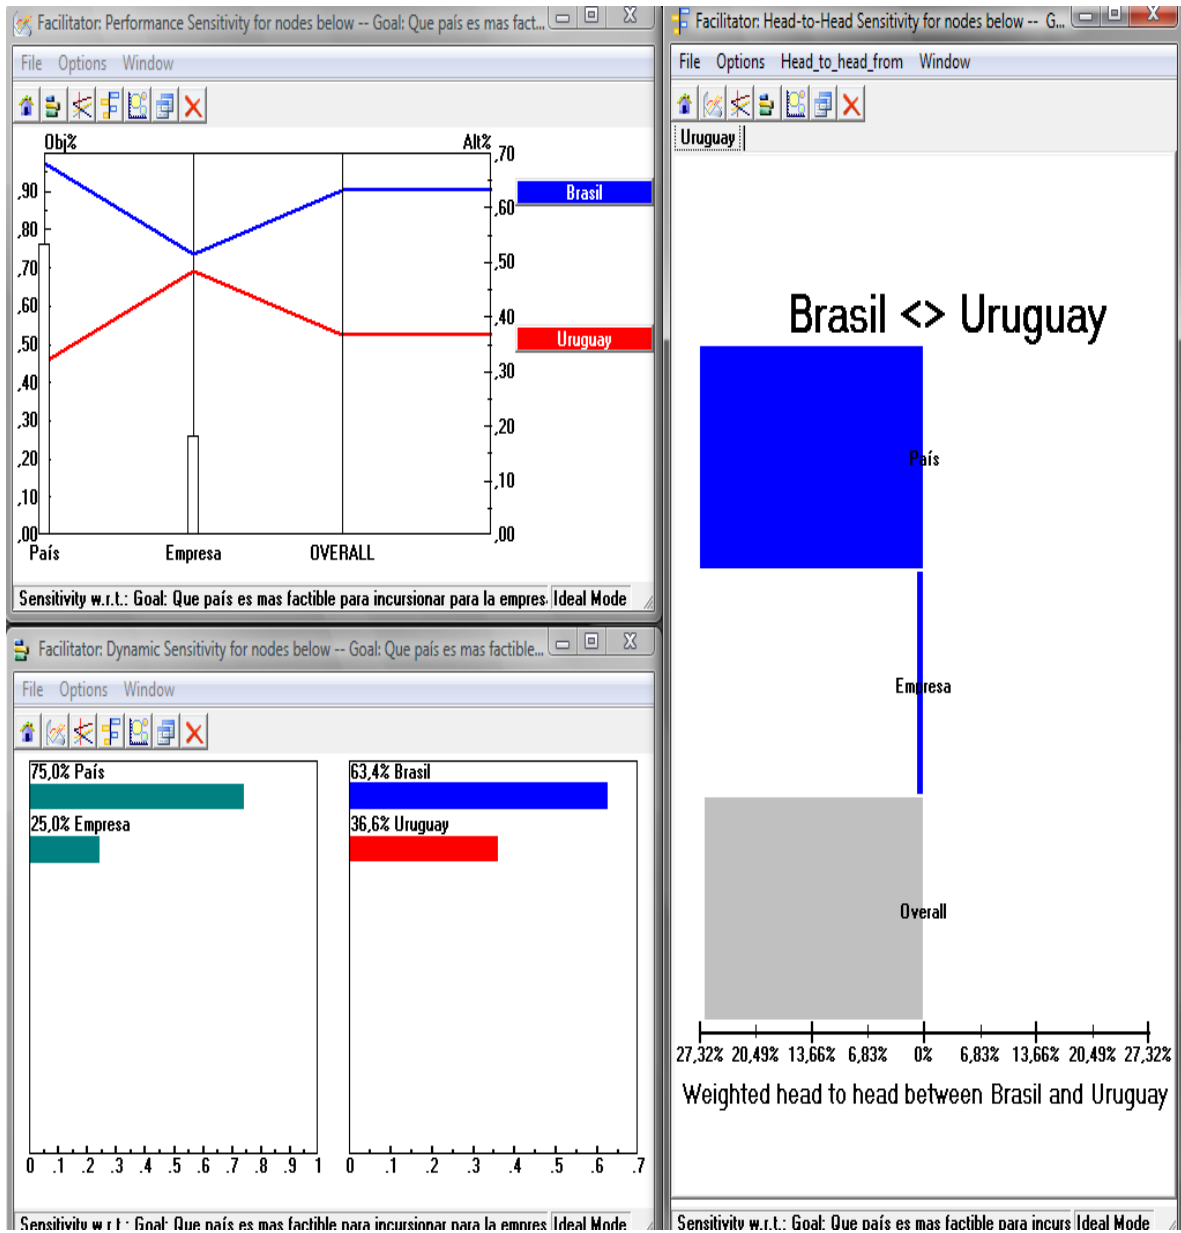 Facilitator: Performance Sensitivity for nodes below -- Goal: Que país es mas fact...
File Options Window
Obj%
Alt%
,90
,80
,70
,60
,50
,40
,30
,20
,10
,00
,70
,60
,50
,40
,30
,20
,10
,00
Brasil
Uruguay
País Empresa OVERALL
Sensitivity w.r.t.: Goal: Que país es mas factible para incursionar para la empres. Ideal Mode
Facilitator: Dynamic Sensitivity for nodes below -- Goal: Que país es mas factible...
File Options Window
75,0% País
25,0% Empresa
0 .1 .2 .3 .4 .5 .6 .7 .8 .9 1
63,4% Brasil
36,6% Uruguay
0 .1 .2 .3 .4 .5 .6 .7
Sensitivity w.r.t.: Goal: Que país es mas factible para incursionar para la empres Ideal Mode
Facilitator: Head-to-Head Sensitivity for nodes below -- G...
File Options Head_to_head_from Window
Uruguay
Brasil <> Uruguay
País
Empresa
Overall
27,32% 20,49% 13,66% 6,83% 0% 6,83% 13,66% 20,49% 27,32%
Weighted head to head between Brasil and Uruguay
Sensitivity w.r.t.: Goal: Que país es mas factible para incurs Ideal Mode